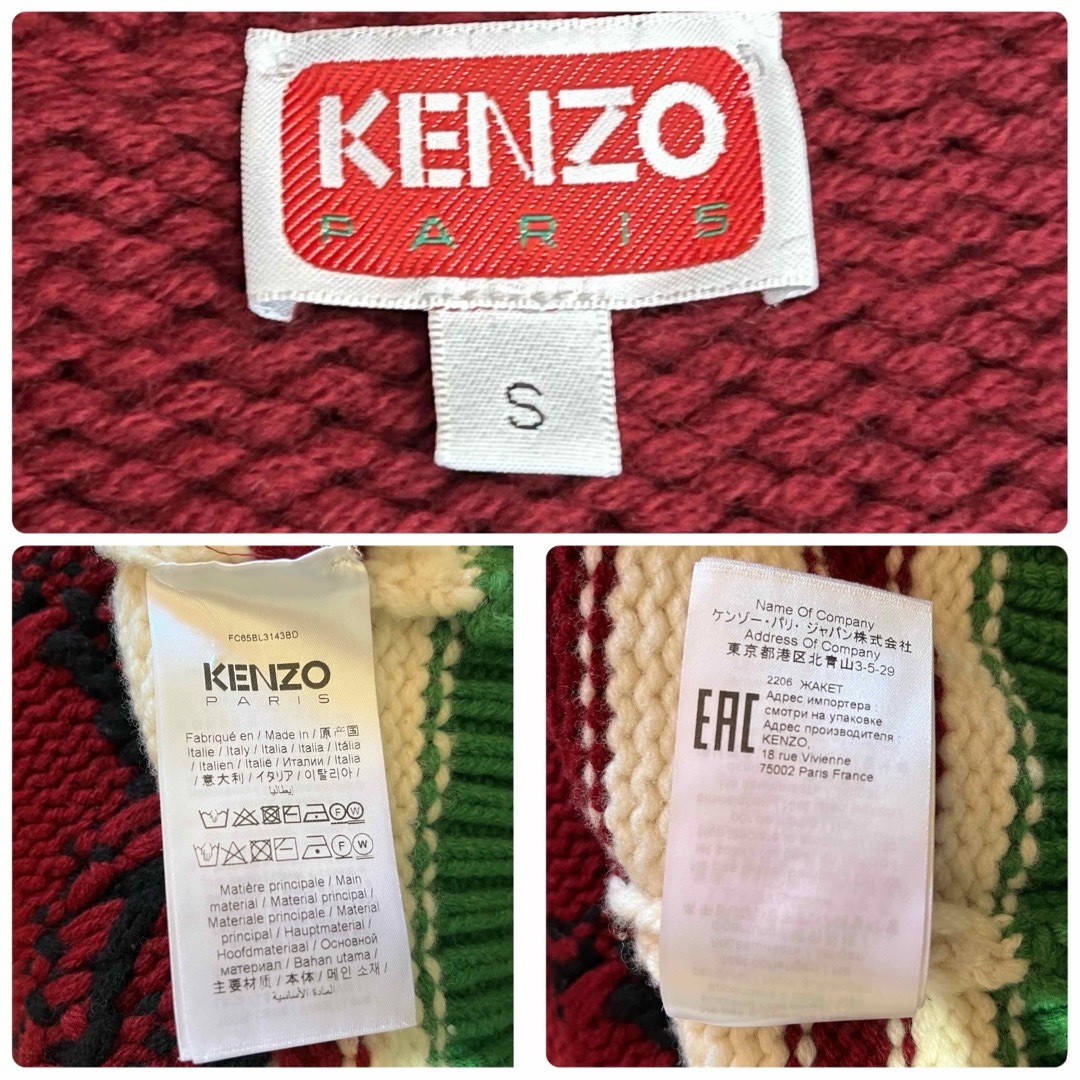 KENZO
PARIS
S
FC65BL3143BD
KENZO
PARIS
Fabriqué en / Made In / 原产国
Italie / Italy / Italia / Italia / Itália
/ Italien / Italië / Италии / Italia
/ 意大利 / イタリア / 이탈리아 /
إيطاليا
F W
F W
Matière principale / Main
material / Material principal /
Materiale principale / Material
principal / Hauptmaterial /
Hoofdmateriaal / Основной
материал / Bahan utama /
主要材质 / 本体 / 메인 소재 /
المادة الأساسية
Name Of Company
ケンゾー・パリ・ジャパン株式会社
Address Of Company
東京都港区北青山3-5-29
EAC
2206 ЖАКЕТ
Адрес импортера :
смотри на упаковке
Адрес производителя :
KENZO,
18 rue Vivienne
75002 Paris France